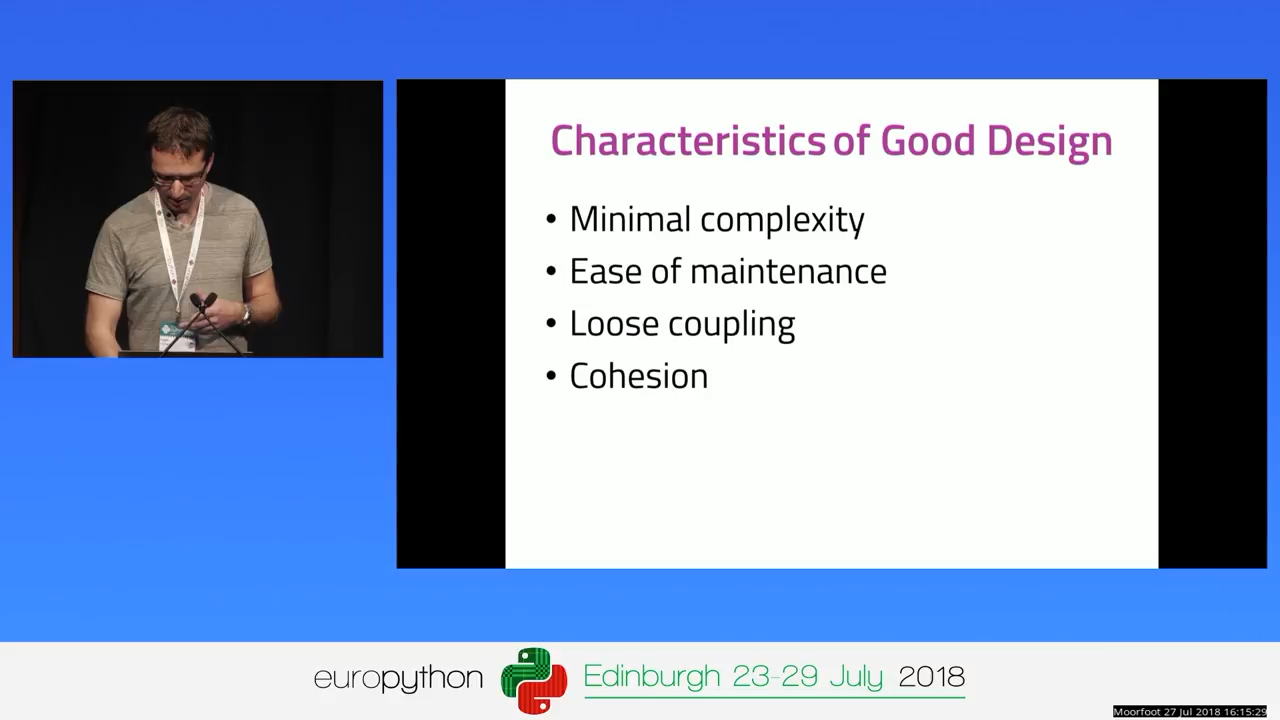 Characteristics of Good Design
• Minimal complexity
• Ease of maintenance
• Loose coupling
• Cohesion
europython
Edinburgh 23-29 July 2018
Moorfoot 27 Jul 2018 16:15:29